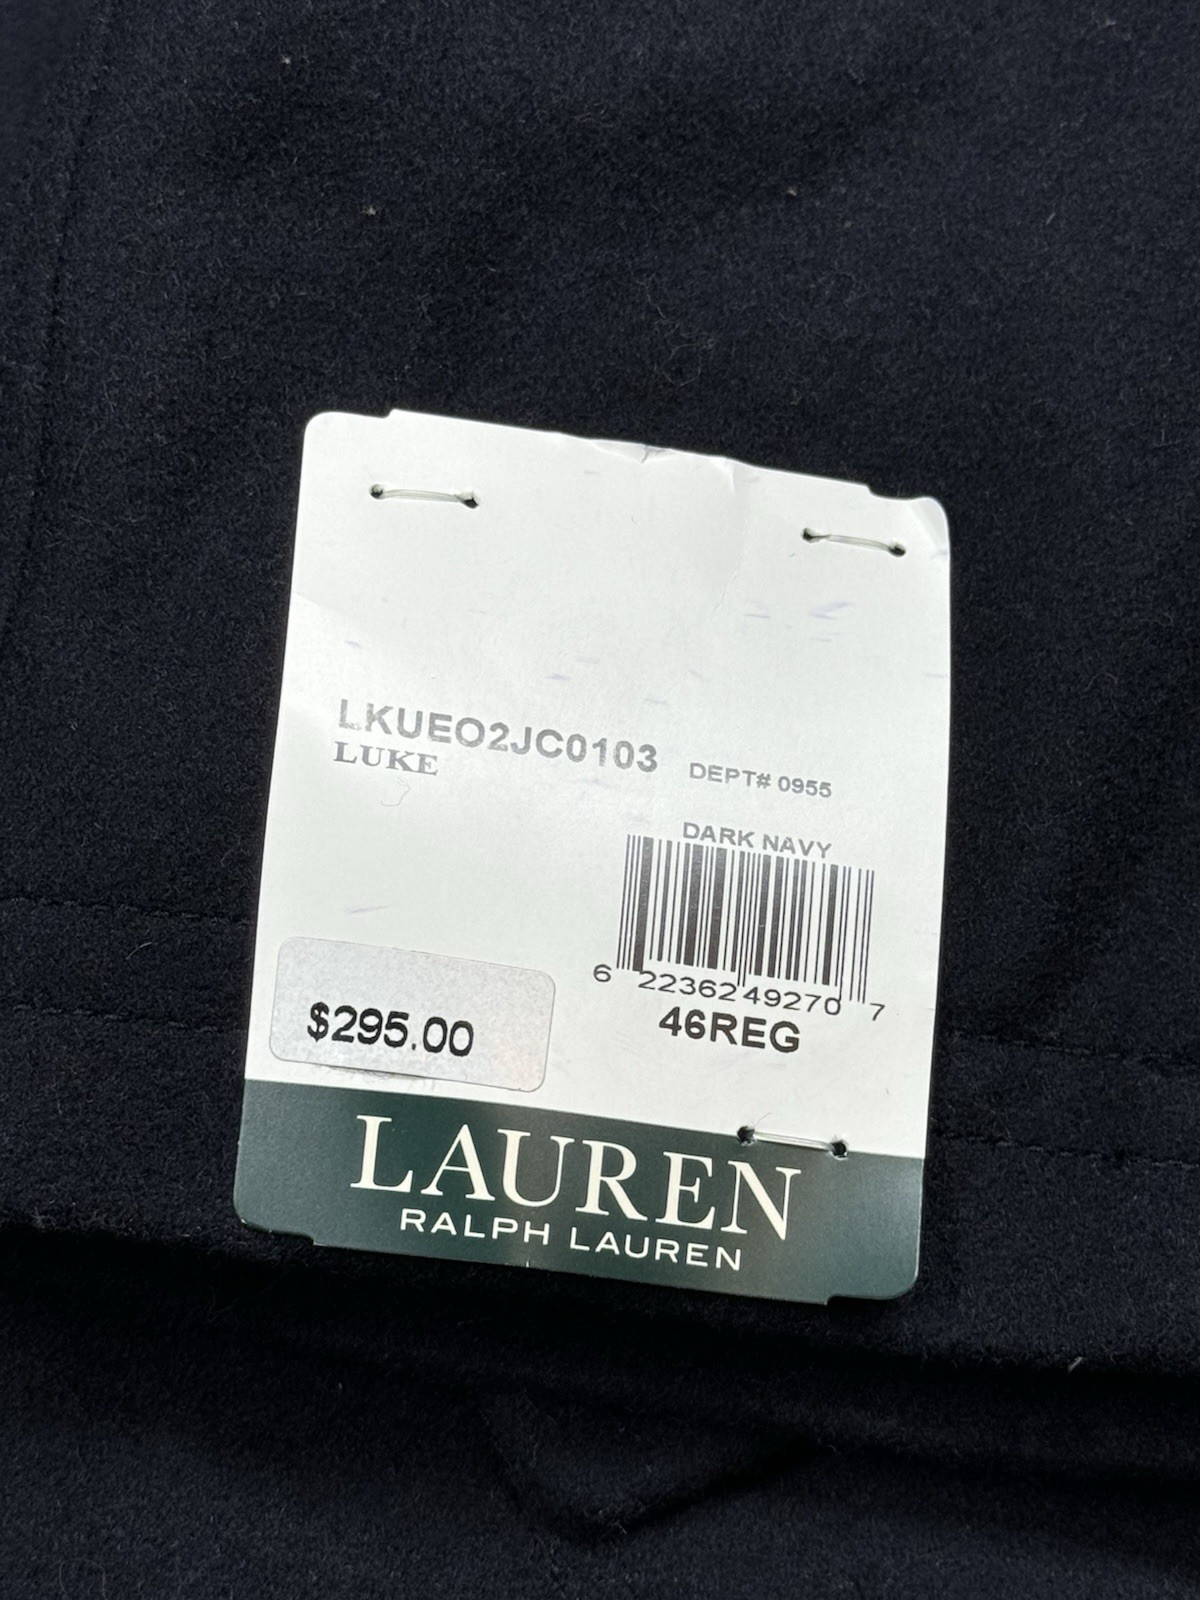 LKUEO2JC0103 DEPT# 0955
LUKE
DARK NAVY
6 22362 49270 7
46REG
$295.00
LAUREN
RALPH LAUREN